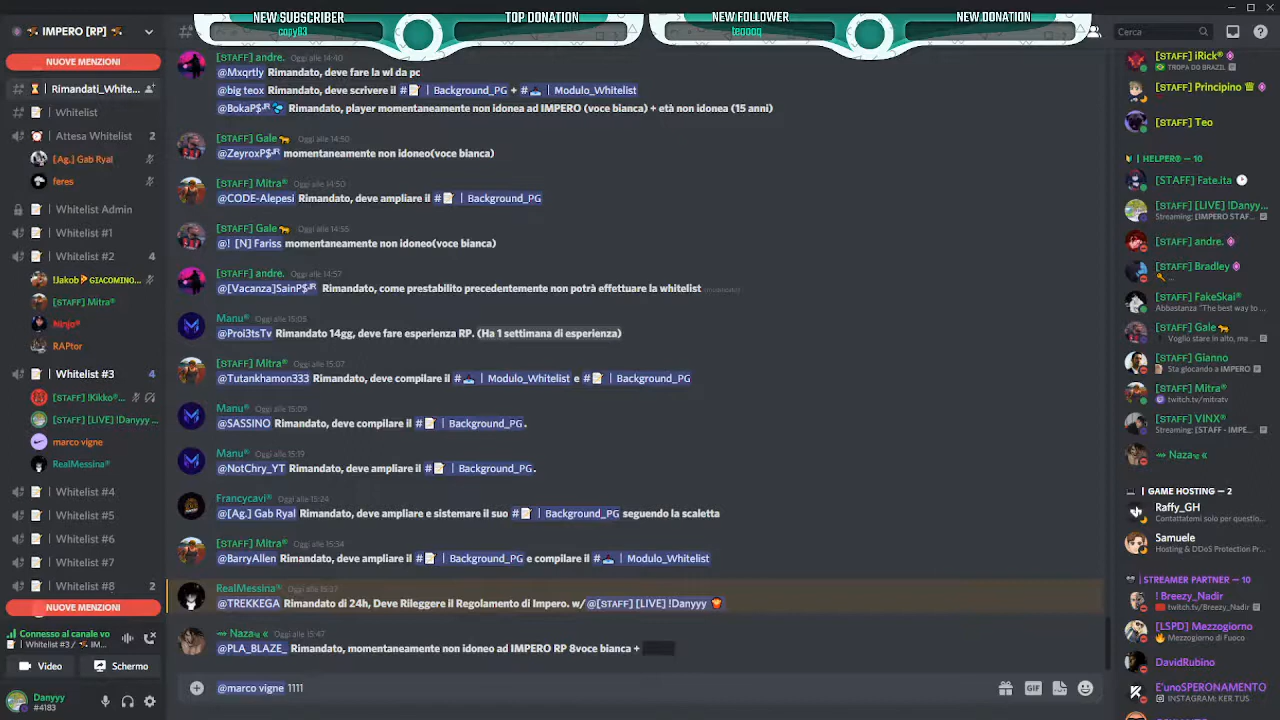 NEW SUBSCRIBER
copy83
TOP DONATION
NEW FOLLOWER
teoooq
NEW DONATION
IMPERO [RP]
NUOVE MENZIONI
Rimandati_White...
Whitelist
Attesa Whitelist 2
[Ag.] Gab Ryal
feres
Whitelist Admin
Whitelist #1
Whitelist #2 4
!Jakob GIACOMINO...
[STAFF] Mitra®
Ninjo®
RAPtor
Whitelist #3 4
[STAFF] !Kikko®...
[STAFF] [LIVE] !Danyyy ...
marco vigne
RealMessina®
Whitelist #4
Whitelist #5
Whitelist #6
Whitelist #7
Whitelist #8 2
NUOVE MENZIONI
Connesso al canale vo
Whitelist #3 / IM...
Video
Schermo
Danyyy
#4183
[STAFF] andre. Oggi alle 14:40
@Mxqrtly Rimandato, deve fare la wl da pc
@big teox Rimandato, deve scrivere il # | Background_PG + # | Modulo_Whitelist
@BokaP$ Rimandato, player momentaneamente non idonea ad IMPERO (voce bianca) + età non idonea (15 anni)
[STAFF] Gale Oggi alle 14:50
@ZeyroxP$ momentaneamente non idoneo(voce bianca)
[STAFF] Mitra® Oggi alle 14:50
@CODE-Alepesi Rimandato, deve ampliare il # | Background_PG
[STAFF] Gale Oggi alle 14:55
@! [N] Fariss momentaneamente non idoneo(voce bianca)
[STAFF] andre. Oggi alle 14:57
@[Vacanza]SainP$ Rimandato, come prestabilito precedentemente non potrà effettuare la whitelist
Manu® Oggi alle 15:05
@Proi3tsTv Rimandato 14gg, deve fare esperienza RP. (Ha 1 settimana di esperienza)
[STAFF] Mitra® Oggi alle 15:07
@Tutankhamon333 Rimandato, deve compilare il # | Modulo_Whitelist e # | Background_PG
Manu® Oggi alle 15:09
@SASSINO Rimandato, deve compilare il # | Background_PG .
Manu® Oggi alle 15:19
@NotChry_YT Rimandato, deve ampliare il # | Background_PG .
Francycavi® Oggi alle 15:24
@[Ag.] Gab Ryal Rimandato, deve ampliare e sistemare il suo # | Background_PG seguendo la scaletta
[STAFF] Mitra® Oggi alle 15:34
@BarryAllen Rimandato, deve ampliare il # | Background_PG e compilare il # | Modulo_Whitelist
RealMessina® Oggi alle 15:37
@TREKKEGA Rimandato di 24h, Deve Rileggere il Regolamento di Impero. w/ @[STAFF] [LIVE] !Danyyy
Naza Oggi alle 15:47
@PLA_BLAZE_ Rimandato, momentaneamente non idoneo ad IMPERO RP 8voce bianca +
@marco vigne 1111
GIF
Cerca
[STAFF] iRick®
TROPA DO BRAZIL
[STAFF] Principino
[STAFF] Teo
HELPER® — 10
[STAFF] Fate.ita
[STAFF] [LIVE] !Danyy...
Streaming: [IMPERO STAF...
[STAFF] andre.
[STAFF] Bradley
...
[STAFF] FakeSkai®
Abbastanza "The best way to ...
[STAFF] Gale
Voglio stare in alto, ma ...
[STAFF] Gianno
Sta giocando a IMPERO
[STAFF] Mitra®
twitch.tv/mitratv
[STAFF] VINX®
Streaming: [STAFF - IMPE...
Naza
| GAME HOSTING — 2
Raffy_GH
Contattatemi solo per questio...
Samuele
Hosting & DDoS Protection Pr...
| STREAMER PARTNER — 10
! Breezy_Nadir
twitch.tv/Breezy_Nadir
[LSPD] Mezzogiorno
Mezzogiorno di Fuoco
DavidRubino
E'unoSPERONAMENTO
INSTAGRAM: KER.TUS